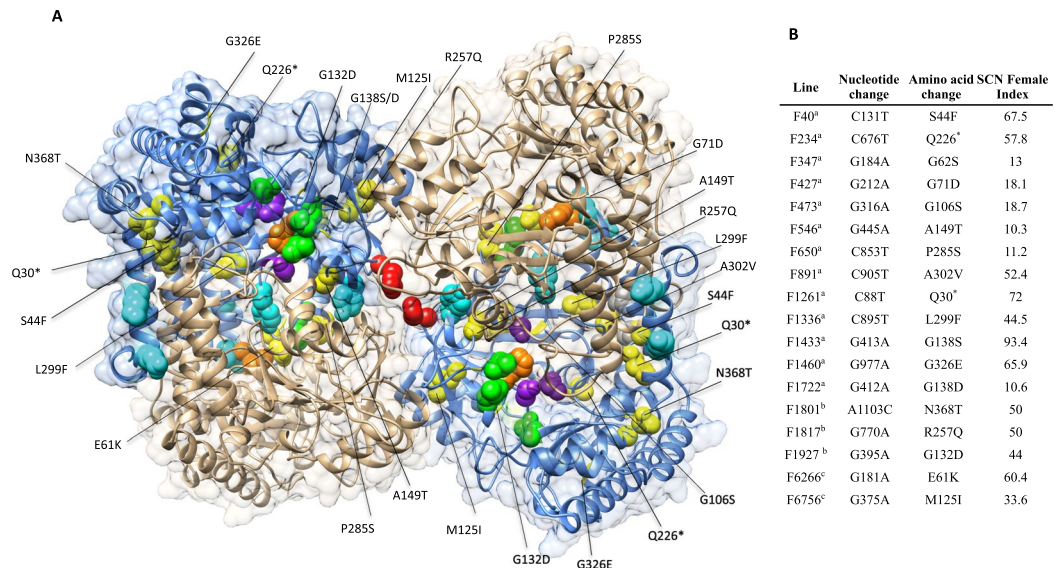 A
G326E
Q226*
G132D
G138S/D
M125I
R257Q
P285S
N368T
G71D
A149T
R257Q
L299F
A302V
S44F
Q30*
N368T
Q30*
S44F
L299F
E61K
A149T
P285S
M125I
G132D
G326E
Q226*
G106S
B
Line Nucleotide change Amino acid change SCN Female Index
F40a C131T S44F 67.5
F234a C676T Q226* 57.8
F347a G184A G62S 13
F427a G212A G71D 18.1
F473a G316A G106S 18.7
F546a G445A A149T 10.3
F650a C853T P285S 11.2
F891a C905T A302V 52.4
F1261a C88T Q30* 72
F1336a C895T L299F 44.5
F1433a G413A G138S 93.4
F1460a G977A G326E 65.9
F1722a G412A G138D 10.6
F1801b A1103C N368T 50
F1817b G770A R257Q 50
F1927 b G395A G132D 44
F6266c G181A E61K 60.4
F6756c G375A M125I 33.6